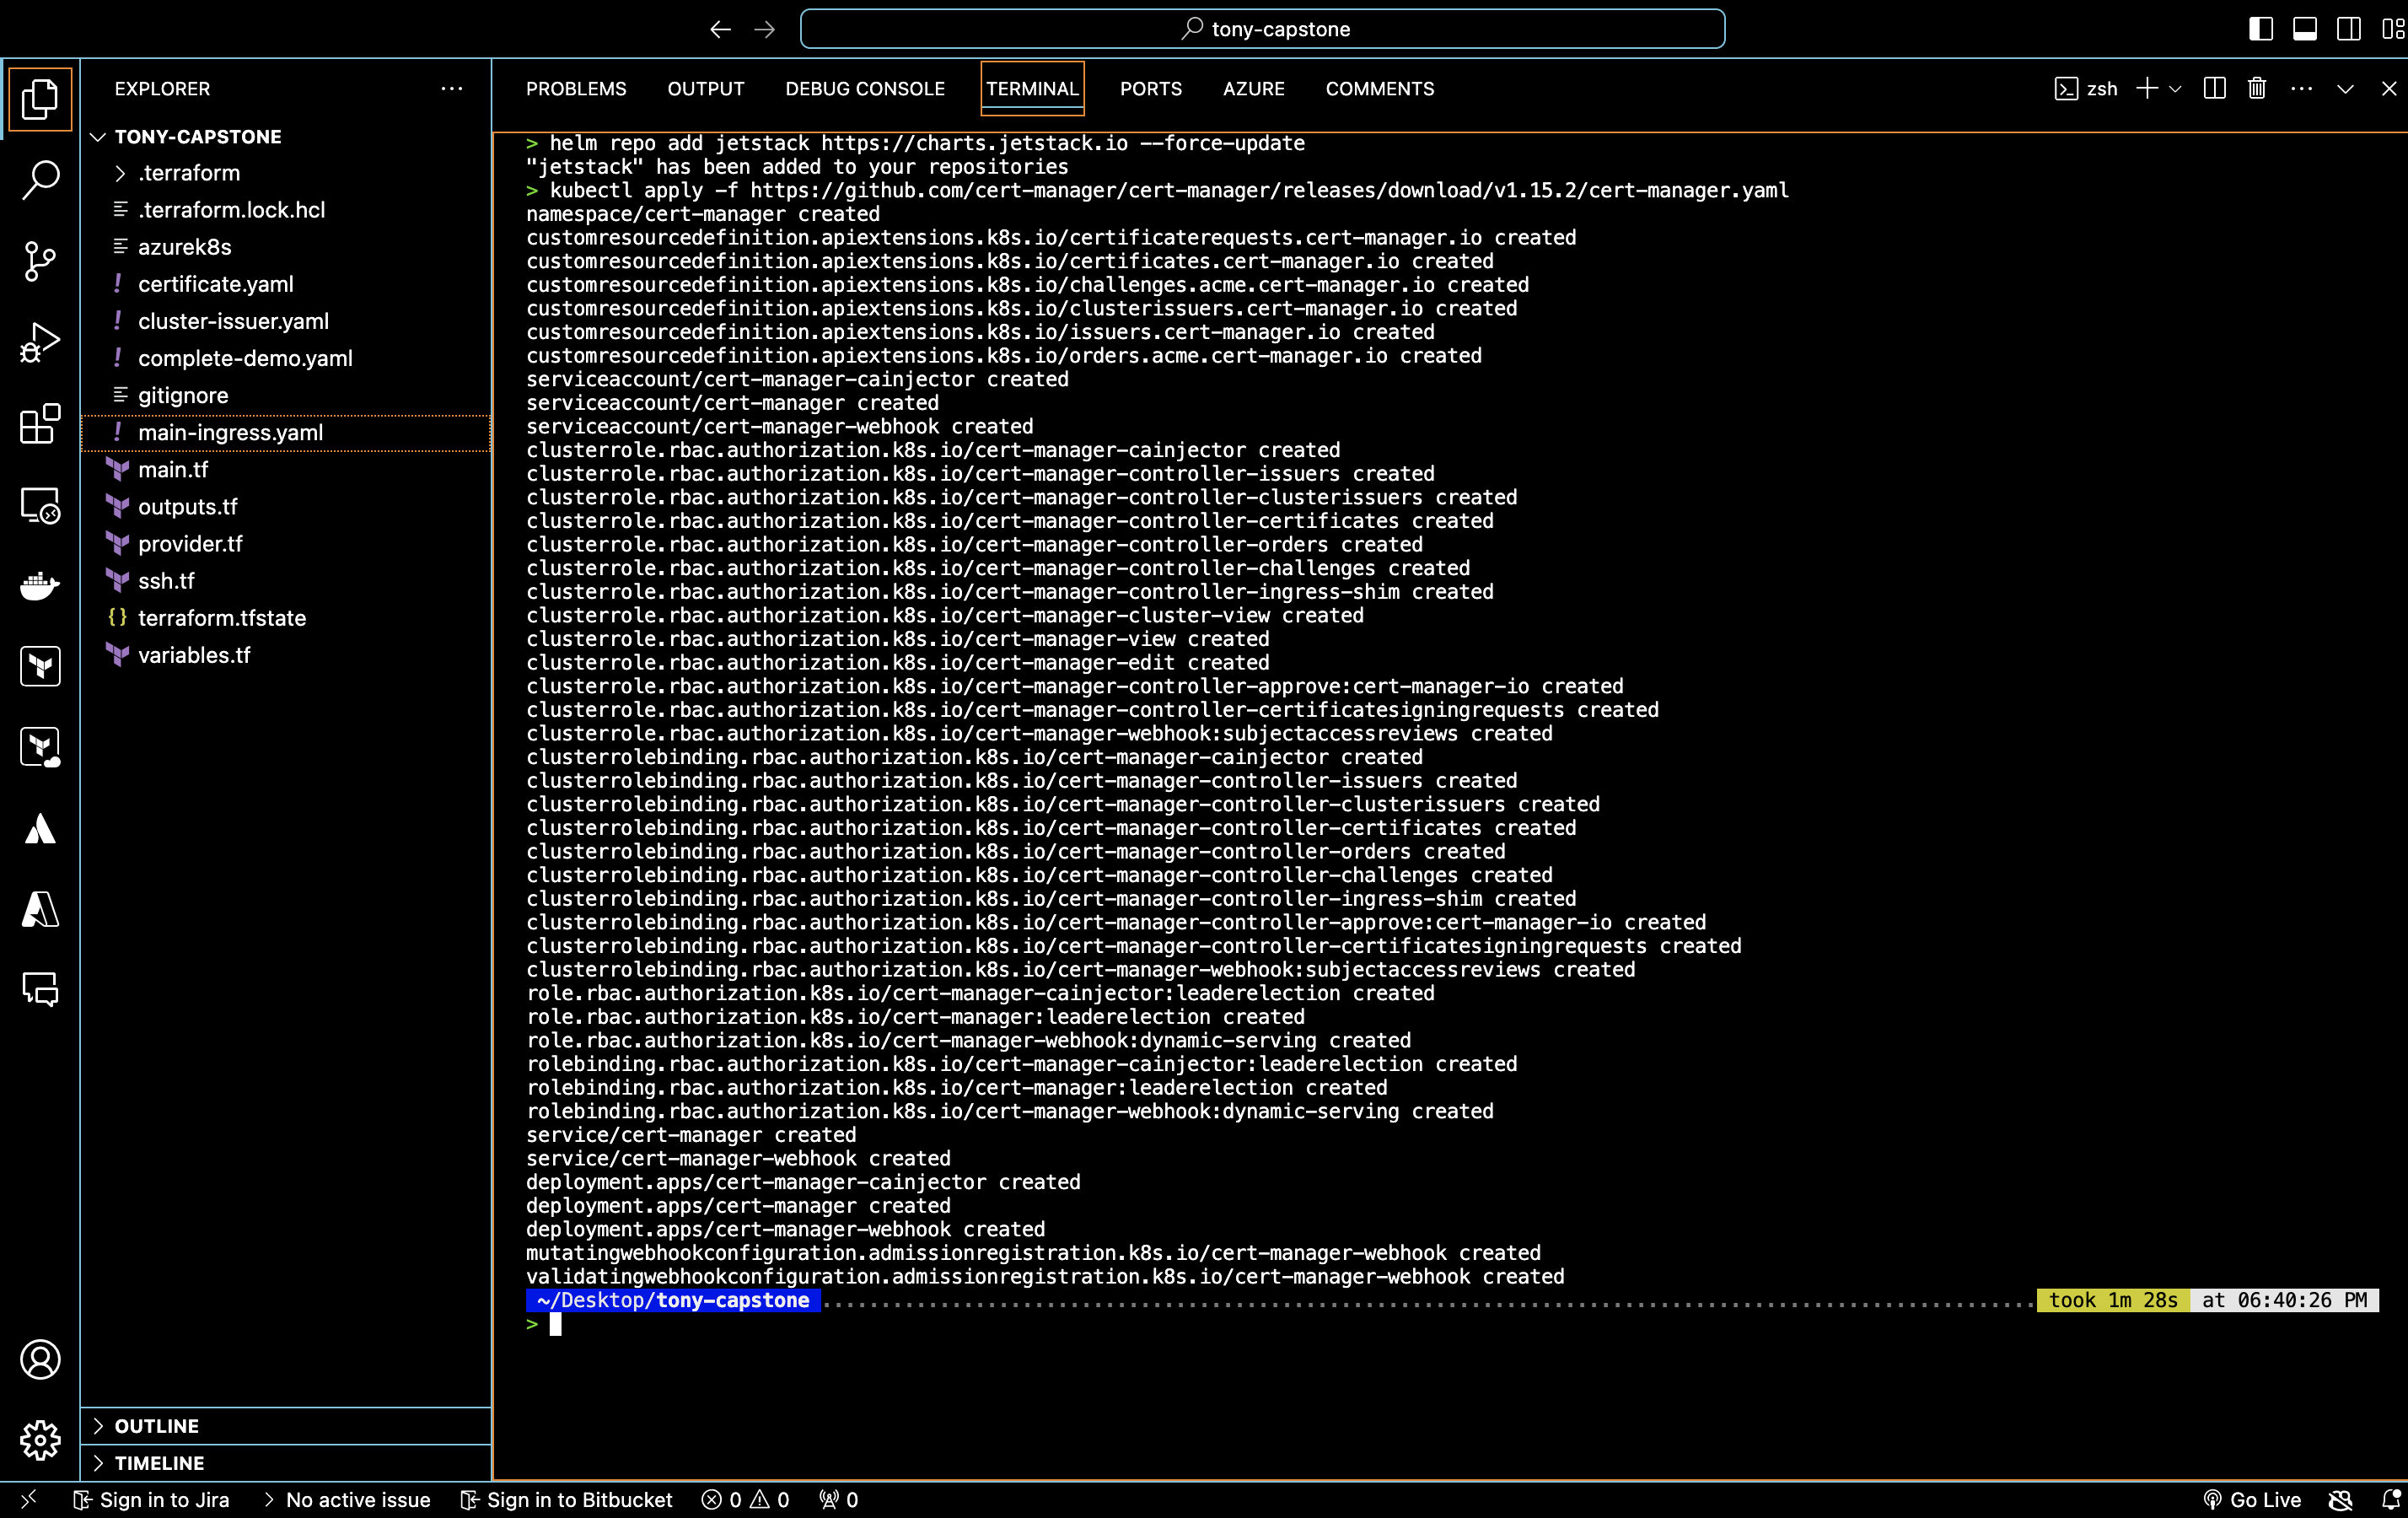 tony-capstone
EXPLORER
TONY-CAPSTONE
.terraform
.terraform.lock.hcl
azurek8s
certificate.yaml
cluster-issuer.yaml
complete-demo.yaml
gitignore
main-ingress.yaml
main.tf
outputs.tf
provider.tf
ssh.tf
terraform.tfstate
variables.tf
OUTLINE
TIMELINE
PROBLEMS OUTPUT DEBUG CONSOLE TERMINAL PORTS AZURE COMMENTS
zsh
> helm repo add jetstack https://charts.jetstack.io --force-update
"jetstack" has been added to your repositories
> kubectl apply -f https://github.com/cert-manager/cert-manager/releases/download/v1.15.2/cert-manager.yaml
namespace/cert-manager created
customresourcedefinition.apiextensions.k8s.io/certificaterequests.cert-manager.io created
customresourcedefinition.apiextensions.k8s.io/certificates.cert-manager.io created
customresourcedefinition.apiextensions.k8s.io/challenges.acme.cert-manager.io created
customresourcedefinition.apiextensions.k8s.io/clusterissuers.cert-manager.io created
customresourcedefinition.apiextensions.k8s.io/issuers.cert-manager.io created
customresourcedefinition.apiextensions.k8s.io/orders.acme.cert-manager.io created
serviceaccount/cert-manager-cainjector created
serviceaccount/cert-manager created
serviceaccount/cert-manager-webhook created
clusterrole.rbac.authorization.k8s.io/cert-manager-cainjector created
clusterrole.rbac.authorization.k8s.io/cert-manager-controller-issuers created
clusterrole.rbac.authorization.k8s.io/cert-manager-controller-clusterissuers created
clusterrole.rbac.authorization.k8s.io/cert-manager-controller-certificates created
clusterrole.rbac.authorization.k8s.io/cert-manager-controller-orders created
clusterrole.rbac.authorization.k8s.io/cert-manager-controller-challenges created
clusterrole.rbac.authorization.k8s.io/cert-manager-controller-ingress-shim created
clusterrole.rbac.authorization.k8s.io/cert-manager-cluster-view created
clusterrole.rbac.authorization.k8s.io/cert-manager-view created
clusterrole.rbac.authorization.k8s.io/cert-manager-edit created
clusterrole.rbac.authorization.k8s.io/cert-manager-controller-approve:cert-manager-io created
clusterrole.rbac.authorization.k8s.io/cert-manager-controller-certificatesigningrequests created
clusterrole.rbac.authorization.k8s.io/cert-manager-webhook:subjectaccessreviews created
clusterrolebinding.rbac.authorization.k8s.io/cert-manager-cainjector created
clusterrolebinding.rbac.authorization.k8s.io/cert-manager-controller-issuers created
clusterrolebinding.rbac.authorization.k8s.io/cert-manager-controller-clusterissuers created
clusterrolebinding.rbac.authorization.k8s.io/cert-manager-controller-certificates created
clusterrolebinding.rbac.authorization.k8s.io/cert-manager-controller-orders created
clusterrolebinding.rbac.authorization.k8s.io/cert-manager-controller-challenges created
clusterrolebinding.rbac.authorization.k8s.io/cert-manager-controller-ingress-shim created
clusterrolebinding.rbac.authorization.k8s.io/cert-manager-controller-approve:cert-manager-io created
clusterrolebinding.rbac.authorization.k8s.io/cert-manager-controller-certificatesigningrequests created
clusterrolebinding.rbac.authorization.k8s.io/cert-manager-webhook:subjectaccessreviews created
role.rbac.authorization.k8s.io/cert-manager-cainjector:leaderelection created
role.rbac.authorization.k8s.io/cert-manager:leaderelection created
role.rbac.authorization.k8s.io/cert-manager-webhook:dynamic-serving created
rolebinding.rbac.authorization.k8s.io/cert-manager-cainjector:leaderelection created
rolebinding.rbac.authorization.k8s.io/cert-manager:leaderelection created
rolebinding.rbac.authorization.k8s.io/cert-manager-webhook:dynamic-serving created
service/cert-manager created
service/cert-manager-webhook created
deployment.apps/cert-manager-cainjector created
deployment.apps/cert-manager created
deployment.apps/cert-manager-webhook created
mutatingwebhookconfiguration.admissionregistration.k8s.io/cert-manager-webhook created
validatingwebhookconfiguration.admissionregistration.k8s.io/cert-manager-webhook created
~/Desktop/tony-capstone took 1m 28s at 06:40:26 PM
>
Sign in to Jira > No active issue Sign in to Bitbucket 0 0 0 Go Live